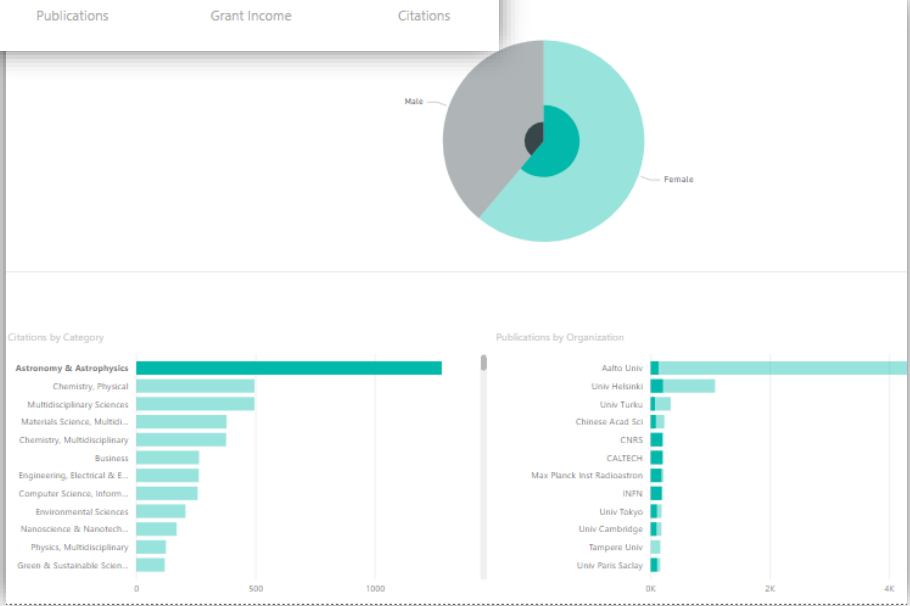 Publications Grant Income Citations
Male
Female
Citations by Category
Astronomy & Astrophysics
Chemistry, Physical
Multidisciplinary Sciences
Materials Science, Multidi...
Chemistry, Multidisciplinary
Business
Engineering, Electrical & E...
Computer Science, Inform...
Environmental Sciences
Nanoscience & Nanotech...
Physics, Multidisciplinary
Green & Sustainable Scien...
0 500 1000
Publications by Organization
Aalto Univ
Univ Helsinki
Univ Turku
Chinese Acad Sci
CNRS
CALTECH
Max Planck Inst Radioastron
INFN
Univ Tokyo
Univ Cambridge
Tampere Univ
Univ Paris Saclay
0K 2K 4K